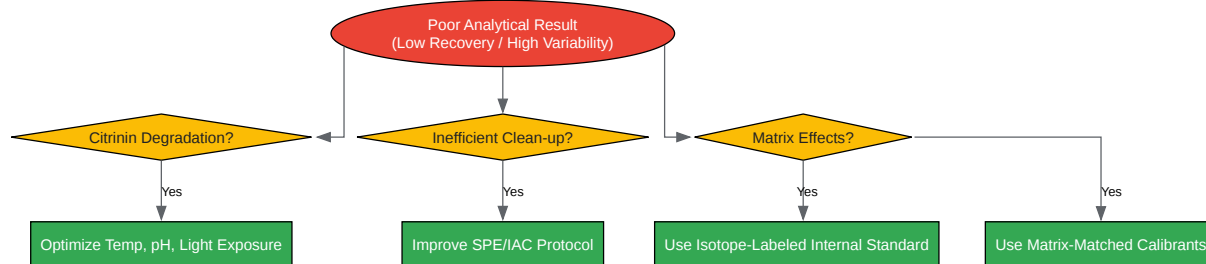 Poor Analytical Result
(Low Recovery / High Variability)
Citrinin Degradation?
Inefficient Clean-up?
Matrix Effects?
Yes
Yes
Yes
Yes
Optimize Temp, pH, Light Exposure
Improve SPE/IAC Protocol
Use Isotope-Labeled Internal Standard
Use Matrix-Matched Calibrants